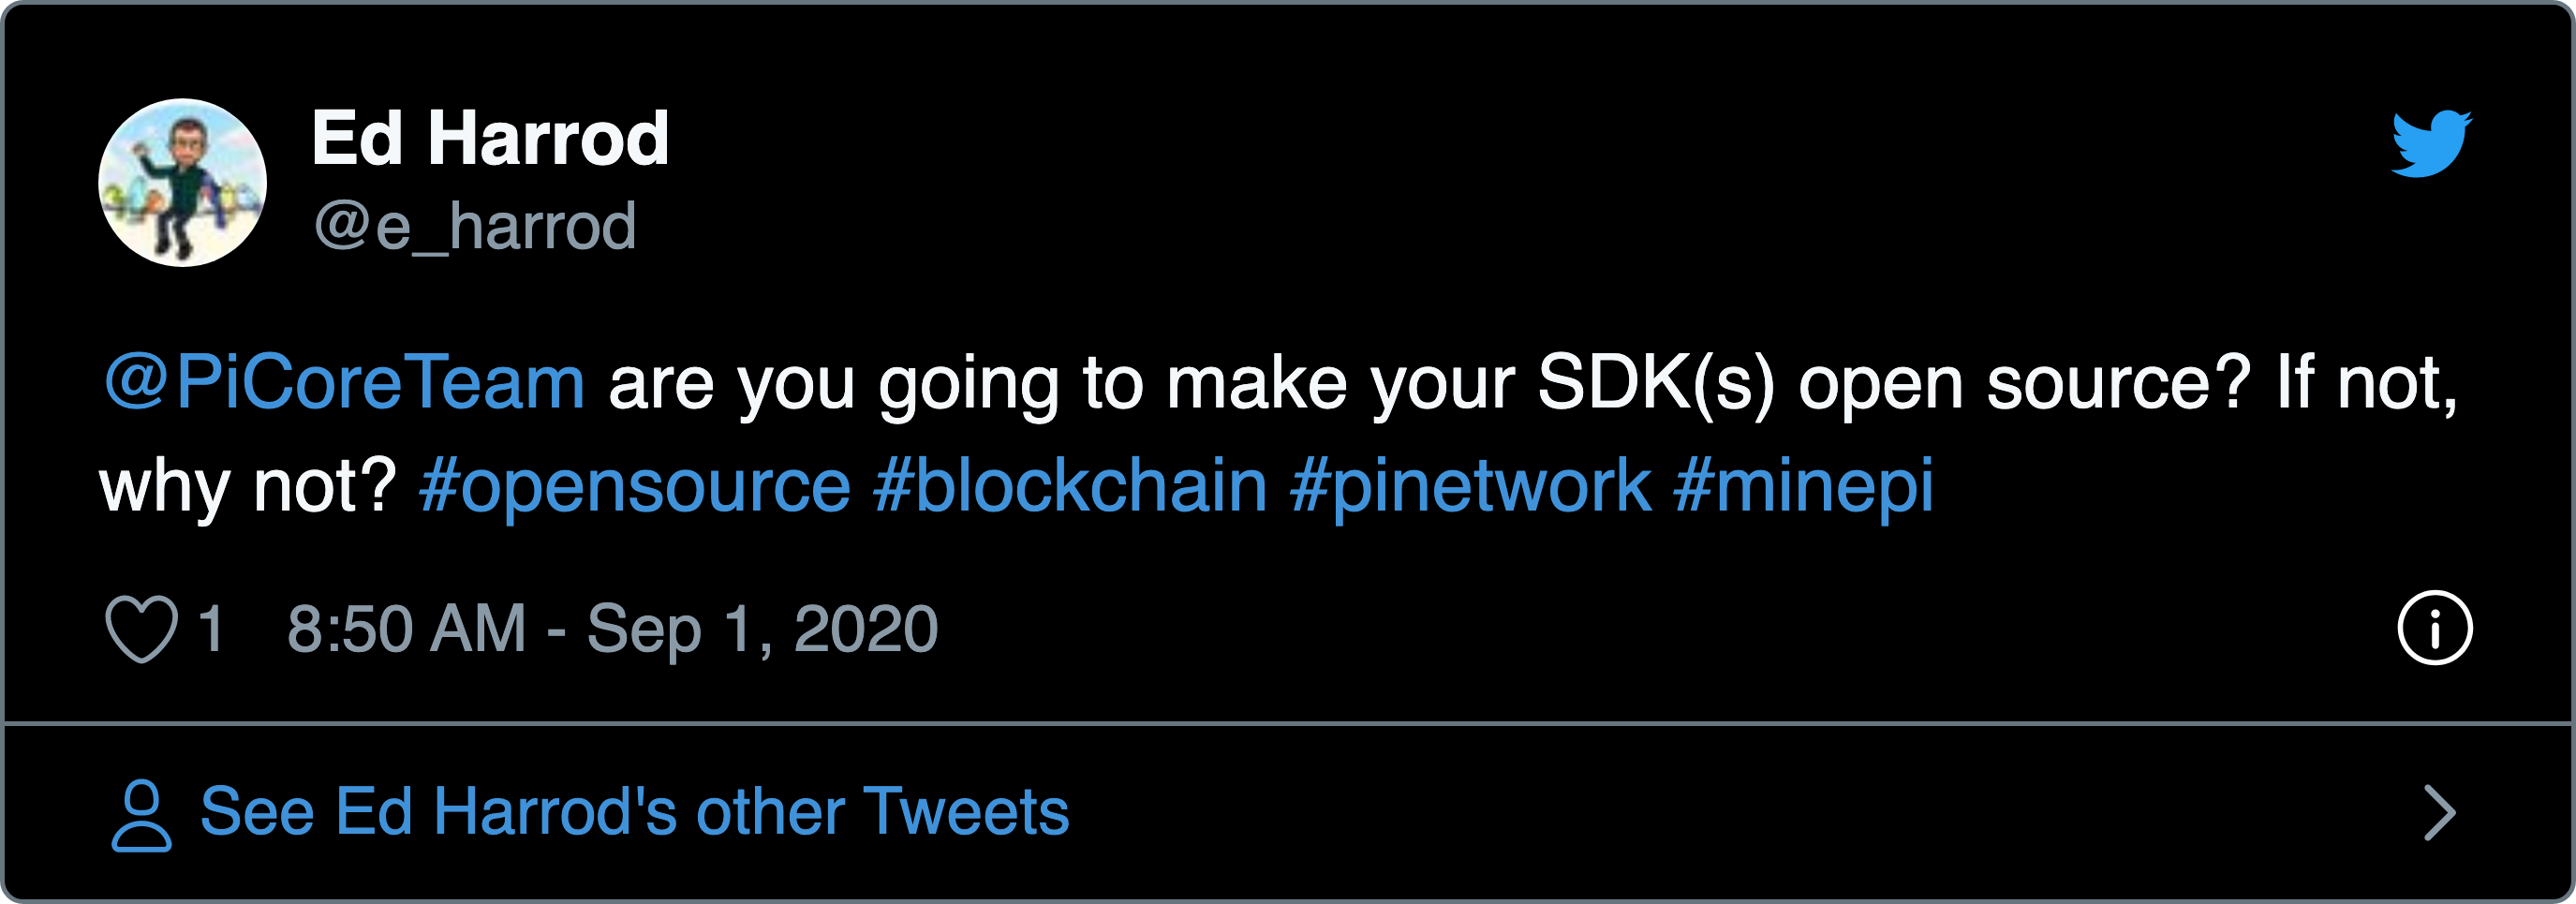 Ed Harrod
@e_harrod
@PiCoreTeam are you going to make your SDK(s) open source? If not,
why not? #opensource #blockchain #pinetwork #minepi
1 8:50 AM - Sep 1, 2020
See Ed Harrod's other Tweets